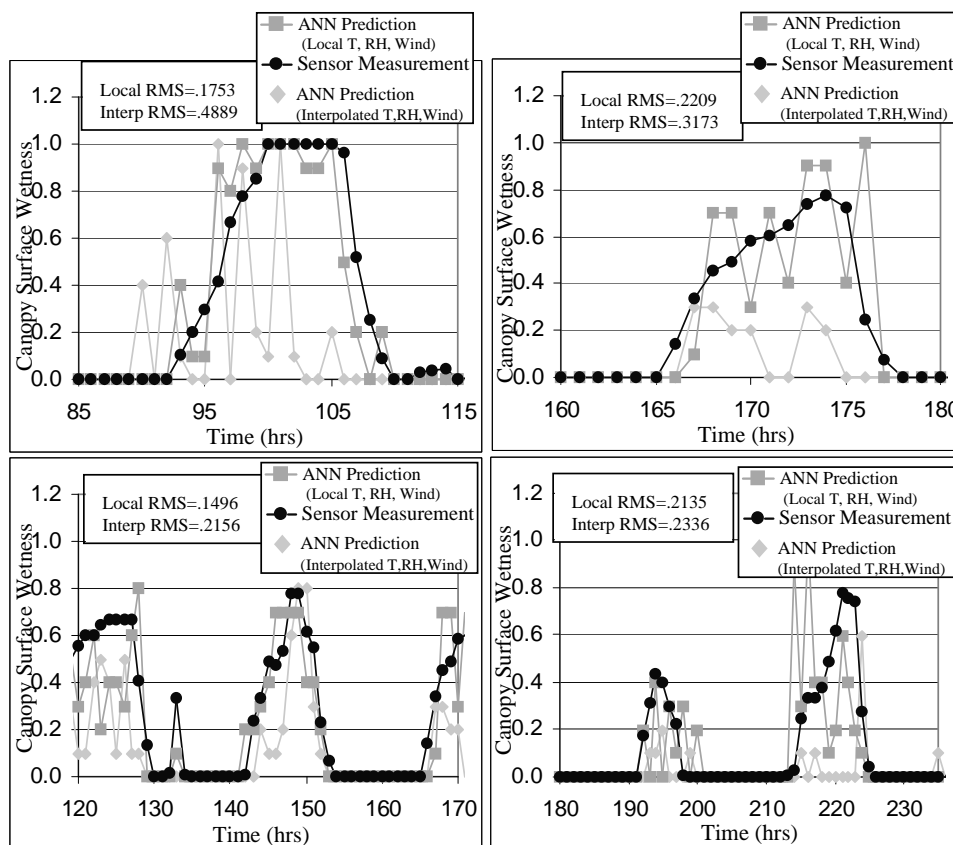 ANN Prediction
(Local T, RH, Wind)
Sensor Measurement
ANN Prediction
(Interpolated T,RH,Wind)
Local RMS=.1753
Interp RMS=.4889
Canopy Surface Wetness
1.2
1.0
0.8
0.6
0.4
0.2
0.0
85
95
105
115
Time (hrs)
ANN Prediction
(Local T, RH, Wind)
Sensor Measurement
ANN Prediction
(Interpolated T,RH,Wind)
Local RMS=.2209
Interp RMS=.3173
Canopy Surface Wetness
1.2
1.0
0.8
0.6
0.4
0.2
0.0
160
165
170
175
180
Time (hrs)
ANN Prediction
(Local T, RH, Wind)
Sensor Measurement
ANN Prediction
(Interpolated T,RH,Wind)
Local RMS=.1496
Interp RMS=.2156
Canopy Surface Wetness
1.2
1.0
0.8
0.6
0.4
0.2
0.0
120
130
140
150
160
170
Time (hrs)
ANN Prediction
(Local T, RH, Wind)
Sensor Measurement
ANN Prediction
(Interpolated T,RH,Wind)
Local RMS=.2135
Interp RMS=.2336
Canopy Surface Wetness
1.2
1.0
0.8
0.6
0.4
0.2
0.0
180
190
200
210
220
230
Time (hrs)